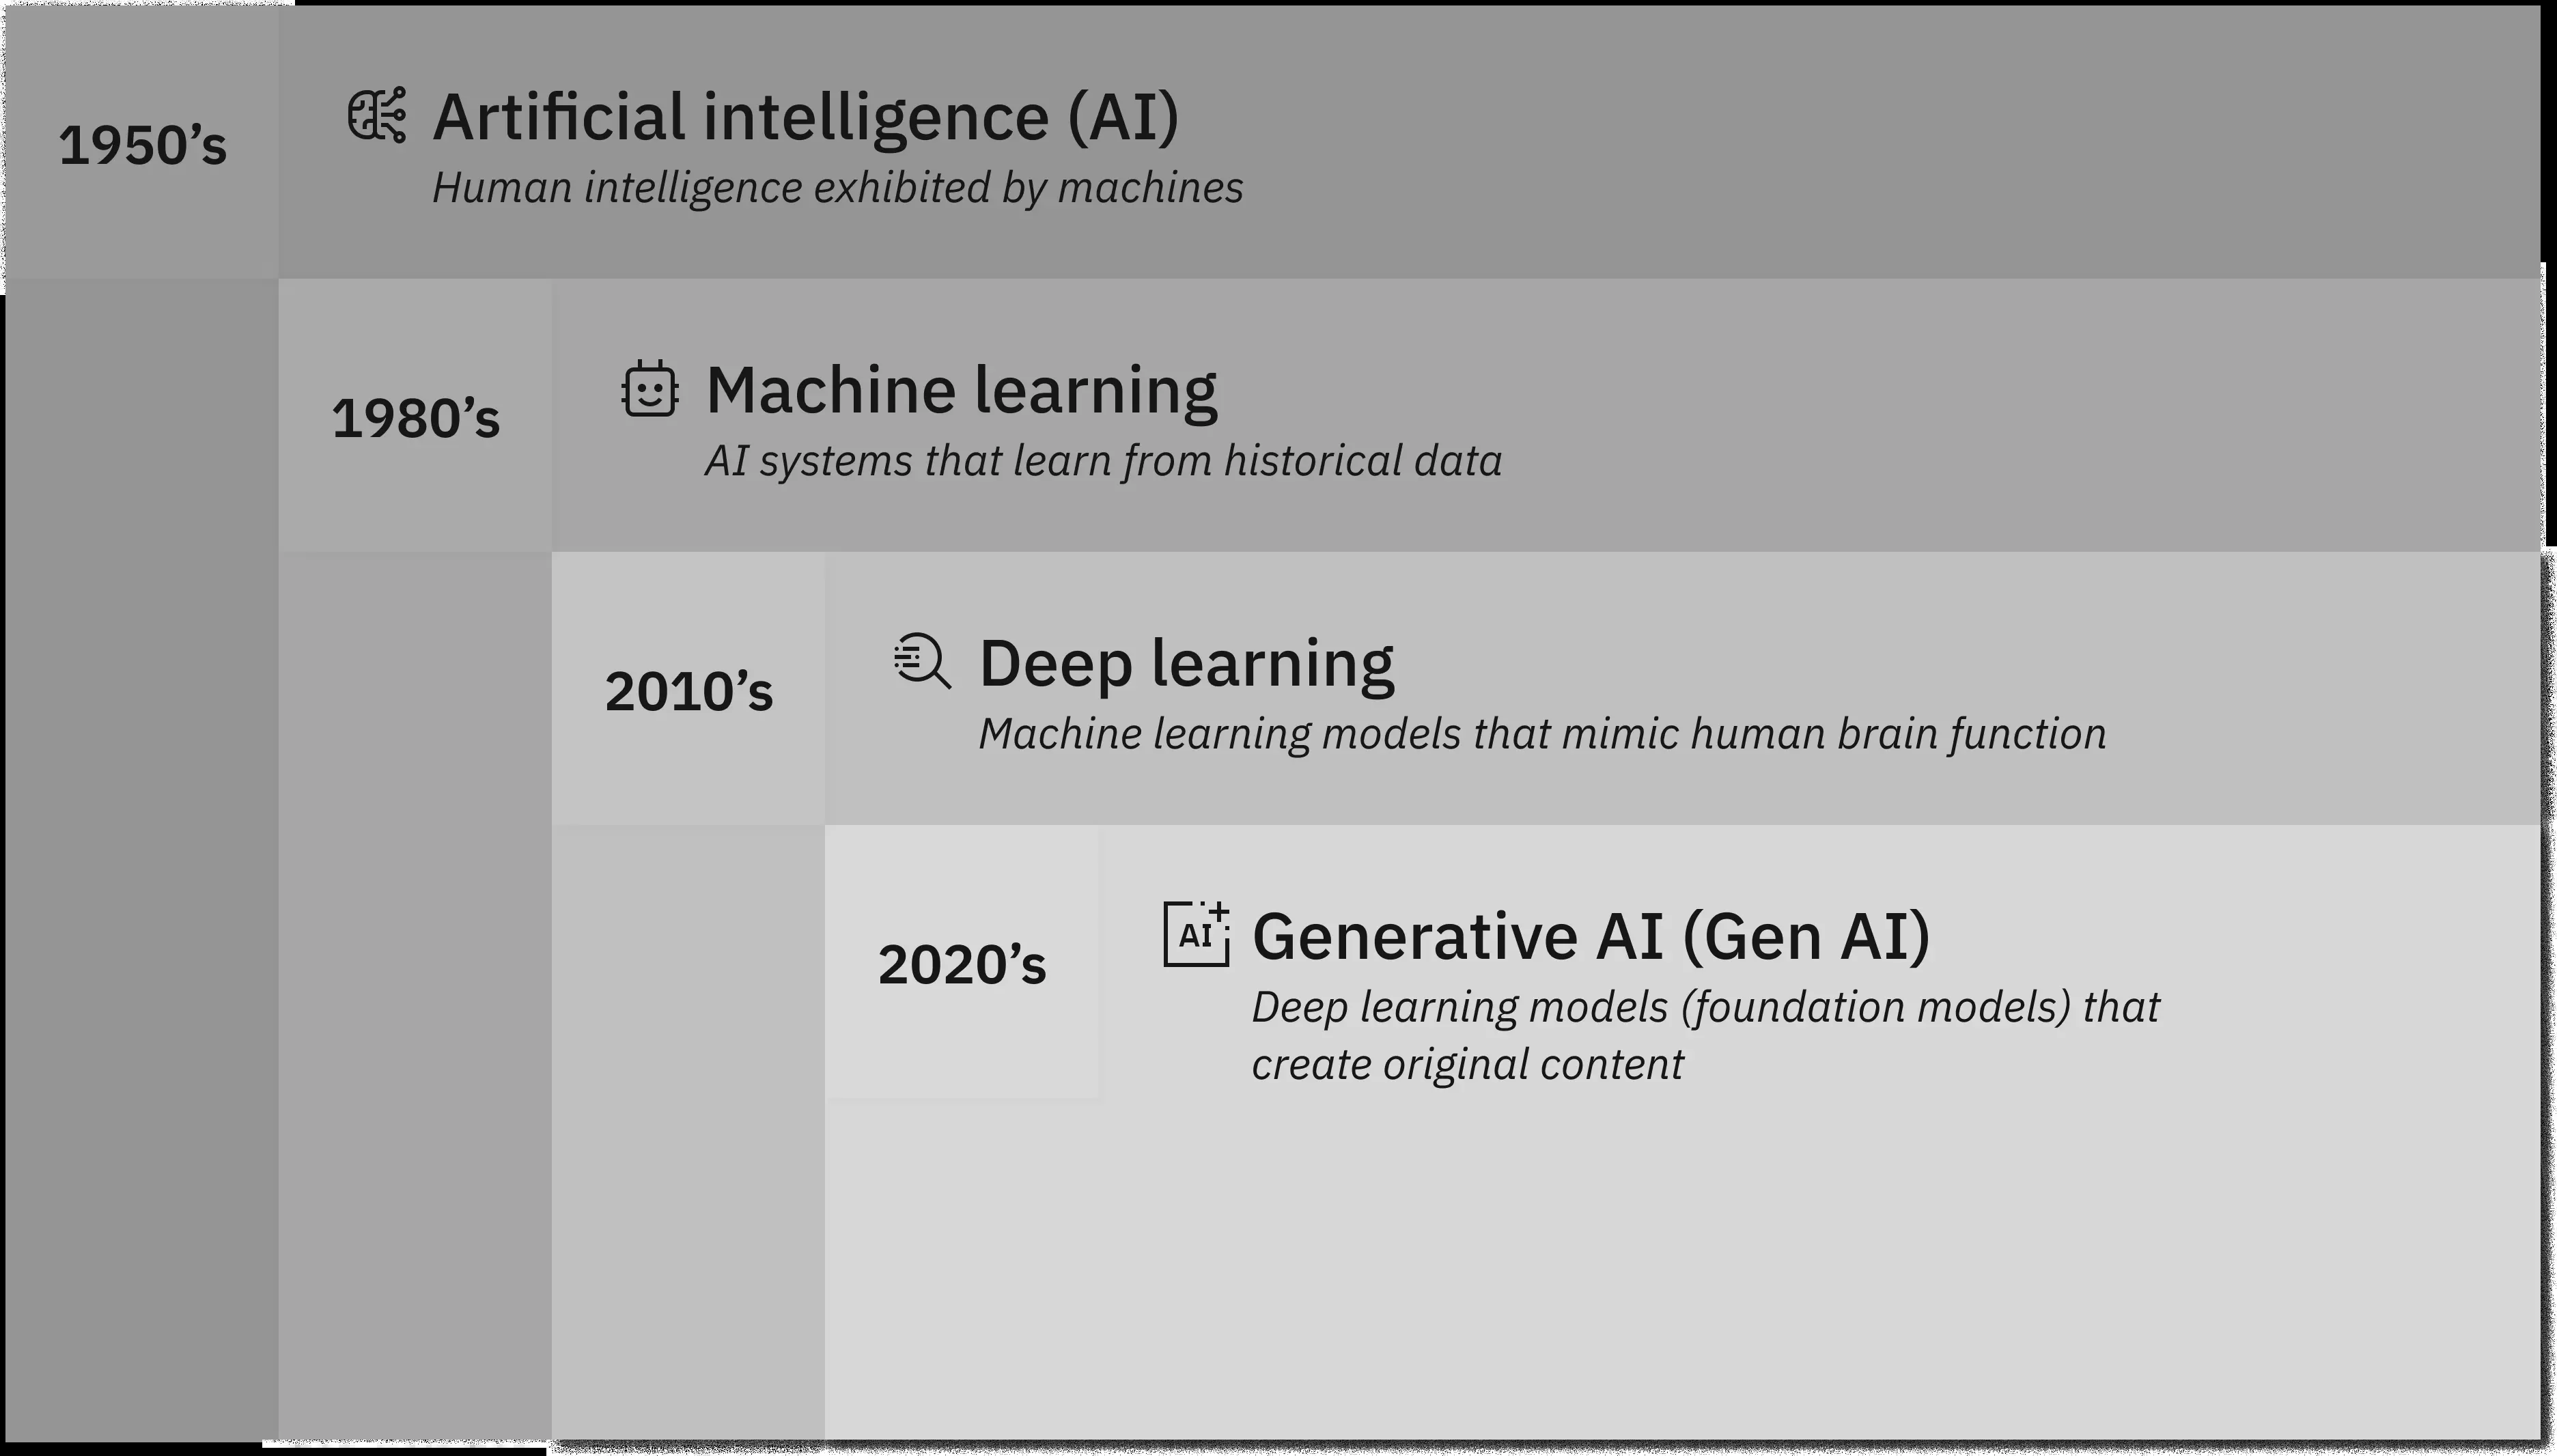 1950’s
Artificial intelligence (AI)
Human intelligence exhibited by machines
1980’s
Machine learning
AI systems that learn from historical data
2010’s
Deep learning
Machine learning models that mimic human brain function
2020’s
AI
Generative AI (Gen AI)
Deep learning models (foundation models) that
create original content